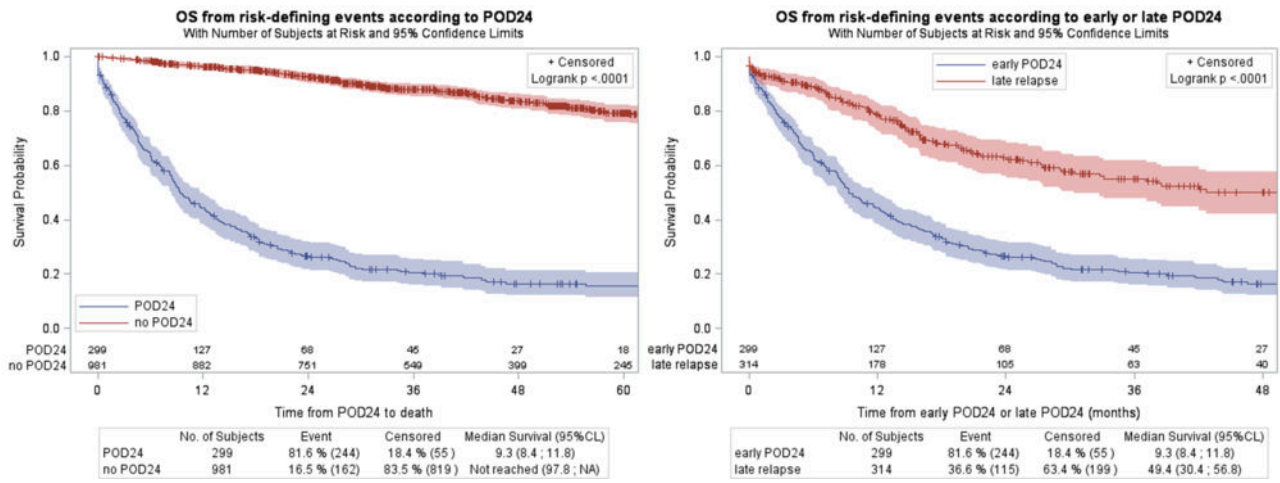 OS from risk-defining events according to POD24
With Number of Subjects at Risk and 95% Confidence Limits
1.0
0.8
0.6
0.4
0.2
0.0
Survival Probability
+ Censored
Logrank p <.0001
POD24
no POD24
POD24 299 127 68 45 27 18
no POD24 981 882 751 549 399 245
0 12 24 36 48 60
Time from POD24 to death
No. of Subjects Event Censored Median Survival (95%CL)
POD24 299 81.6 % (244) 18.4 % (55) 9.3 (8.4 ; 11.8)
no POD24 981 16.5 % (162) 83.5 % (819 ) Not reached (97.8 ; NA)
OS from risk-defining events according to early or late POD24
With Number of Subjects at Risk and 95% Confidence Limits
1.0
0.8
0.6
0.4
0.2
0.0
Survival Probability
early POD24
late relapse
+ Censored
Logrank p <.0001
early POD24 299 127 68 45 27
late relapse 314 178 105 63 40
0 12 24 36 48
Time from early POD24 or late POD24 (months)
No. of Subjects Event Censored Median Survival (95%CL)
early POD24 299 81.6 % (244) 18.4 % (55) 9.3 (8.4 ; 11.8)
late relapse 314 36.6 % (115) 63.4 % (199) 49.4 (30.4 ; 56.8)